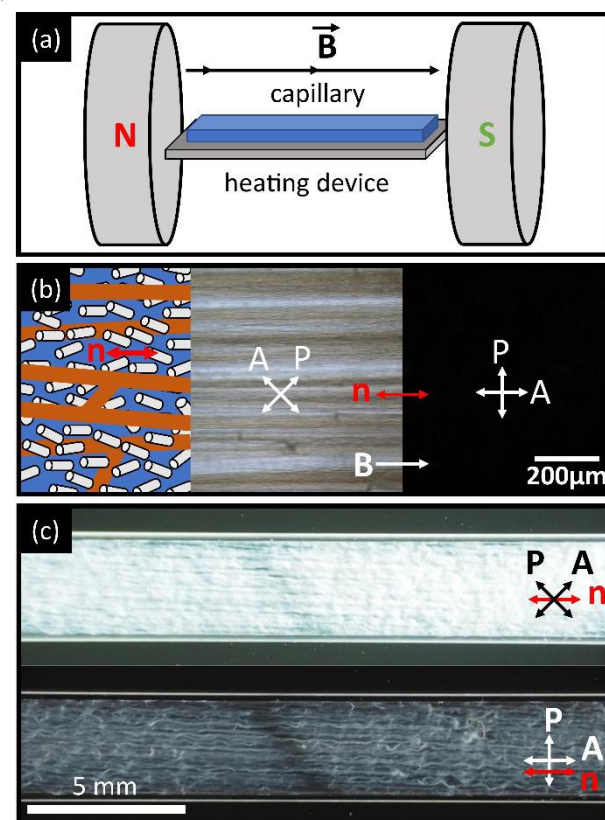 (a)
B
capillary
N
S
heating device
(b)
n
A P
n
B
P
A
200μm
(c)
P A
n
P
A
n
5 mm